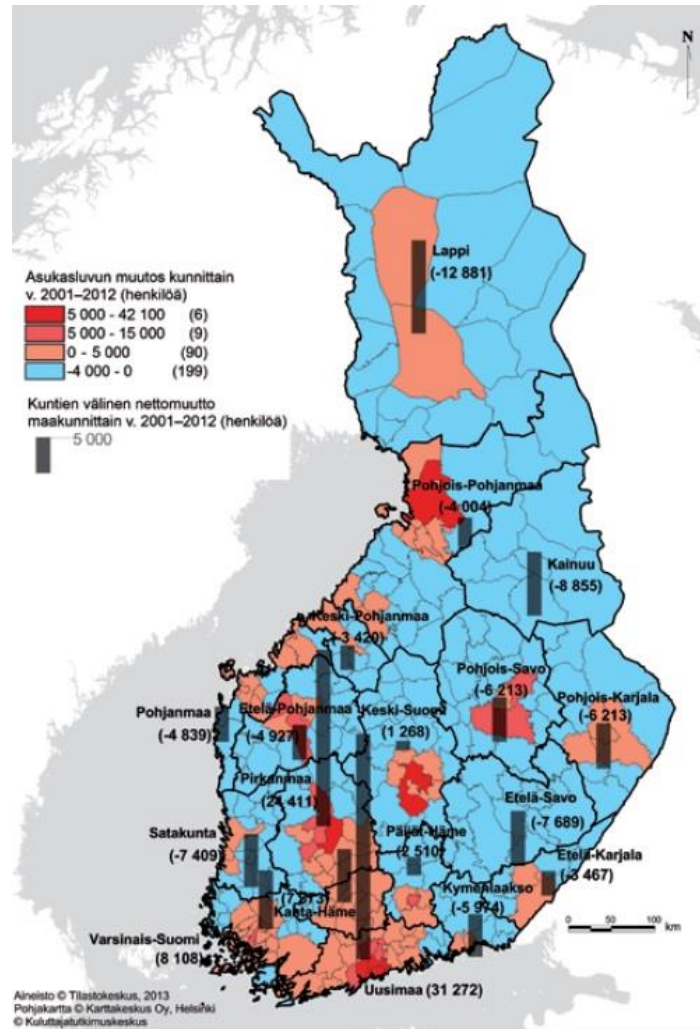 N
Lappi
(-12 881)
Asukasluvun muutos kunnittain
v. 2001–2012 (henkilöä)
5 000 - 42 100 (6)
5 000 - 15 000 (9)
0 - 5 000 (90)
-4 000 - 0 (199)
Kuntien välinen nettomuutto
maakunnittain v. 2001–2012 (henkilöä)
5 000
Pohjois-Pohjanmaa
(-4 004)
Kainuu
(-8 855)
Keski-Pohjanmaa
(-3 420)
Pohjois-Savo
(-6 213)
Pohjois-Karjala
(-6 213)
Pohjanmaa
(-4 839)
Etelä-Pohjanmaa
(-4 927)
Keski-Suomi
(1 268)
Pirkanmaa
(24 411)
Etelä-Savo
(-7 689)
Satakunta
(-7 409)
Päijät-Häme
(2 510)
Etelä-Karjala
(-3 467)
Kymenlaakso
(-5 974)
Kanta-Häme
Varsinais-Suomi
(8 108)
Uusimaa (31 272)
0 50 100 km
Aineisto © Tilastokeskus, 2013
Pohjakartta © Karttakeskus Oy, Helsinki
© Kuluttajatutkimuskeskus